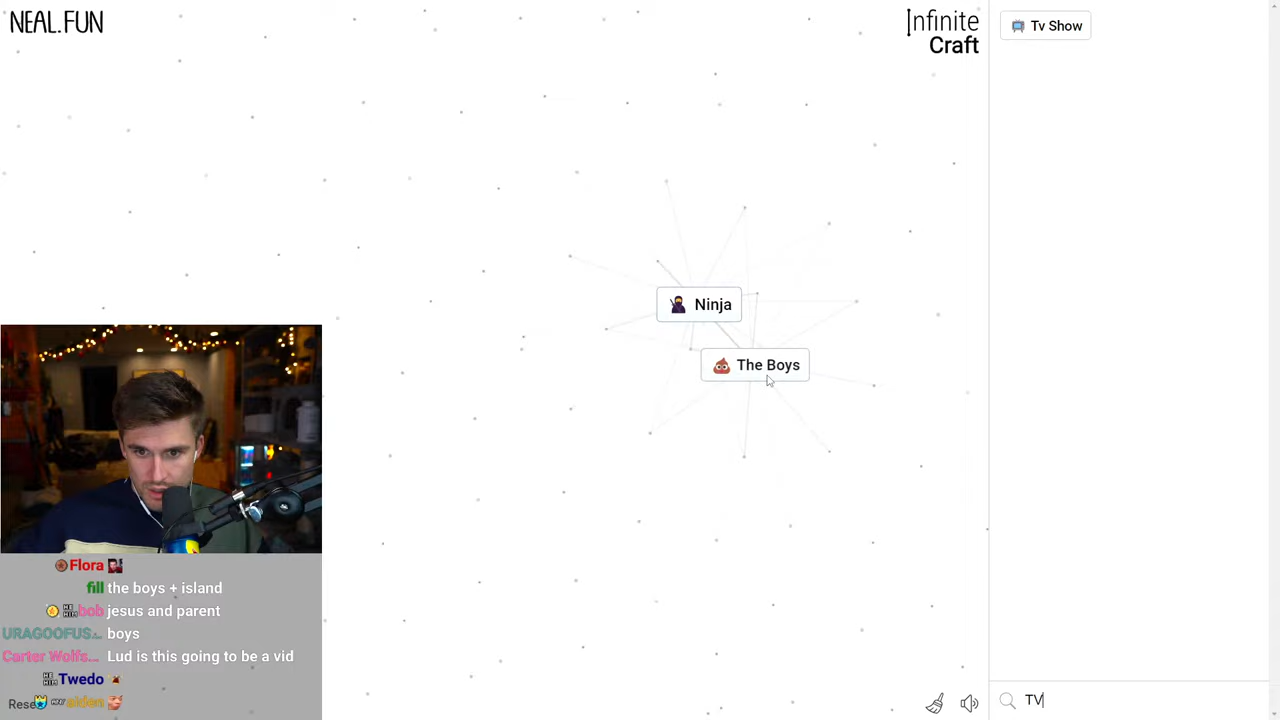 NEAL.FUN
Infinite
Craft
Tv Show
Ninja
The Boys
Flora
fill the boys + island
bob jesus and parent
URAGOOFUS... boys
Carter Wolfs... Lud is this going to be a vid
Twedo
aiden
TV